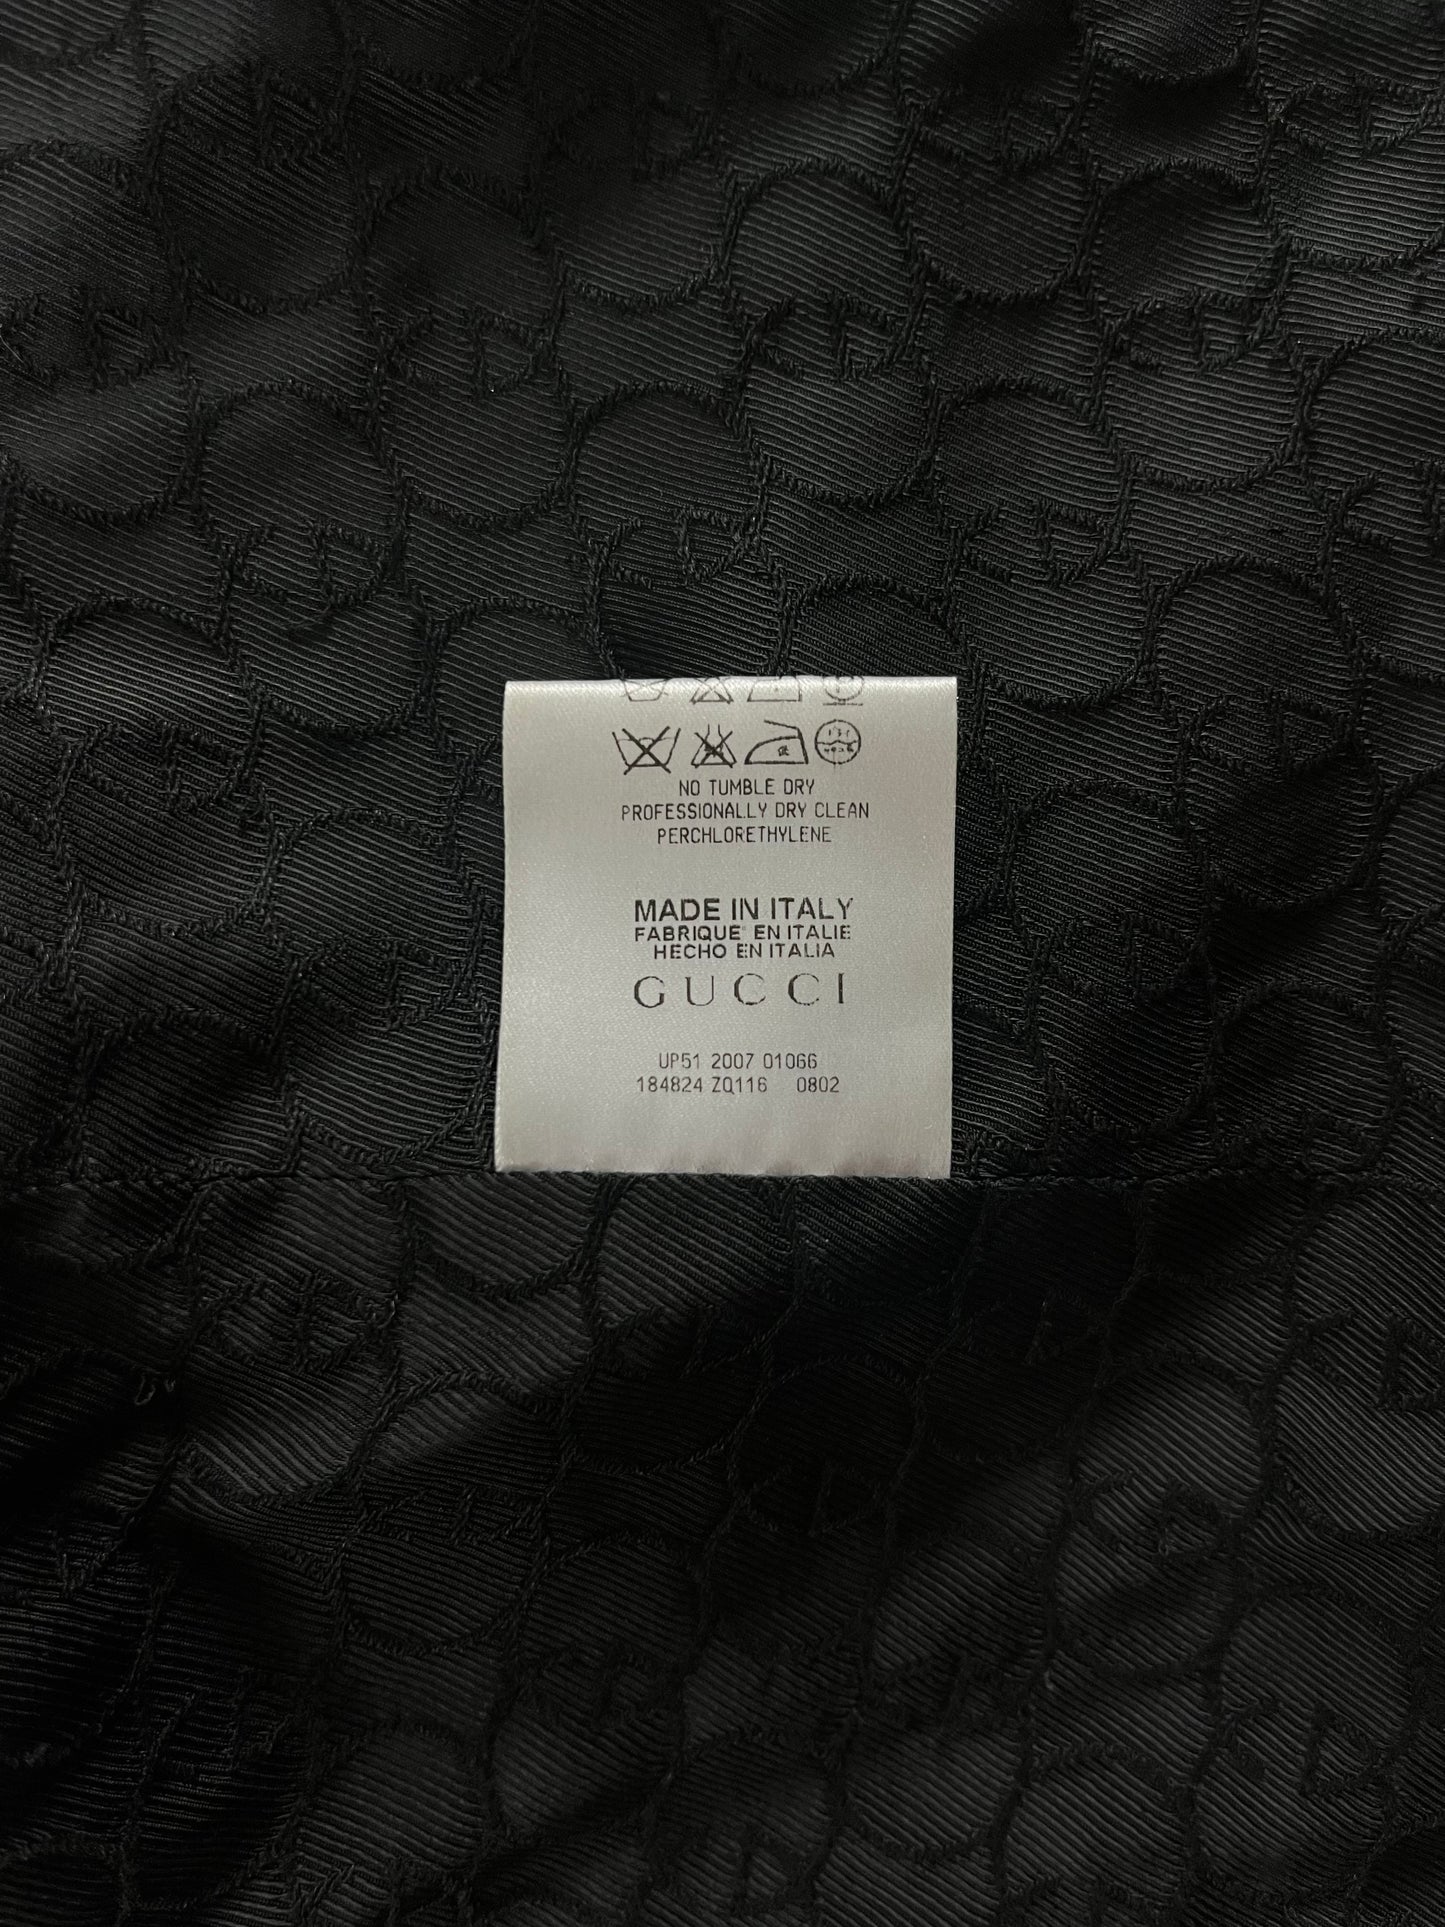 NO TUMBLE DRY
PROFESSIONALLY DRY CLEAN
PERCHLORETHYLENE
MADE IN ITALY
FABRIQUE' EN ITALIE
HECHO EN ITALIA
GUCCI
UP51 2007 01066
184824 ZQ116 0802